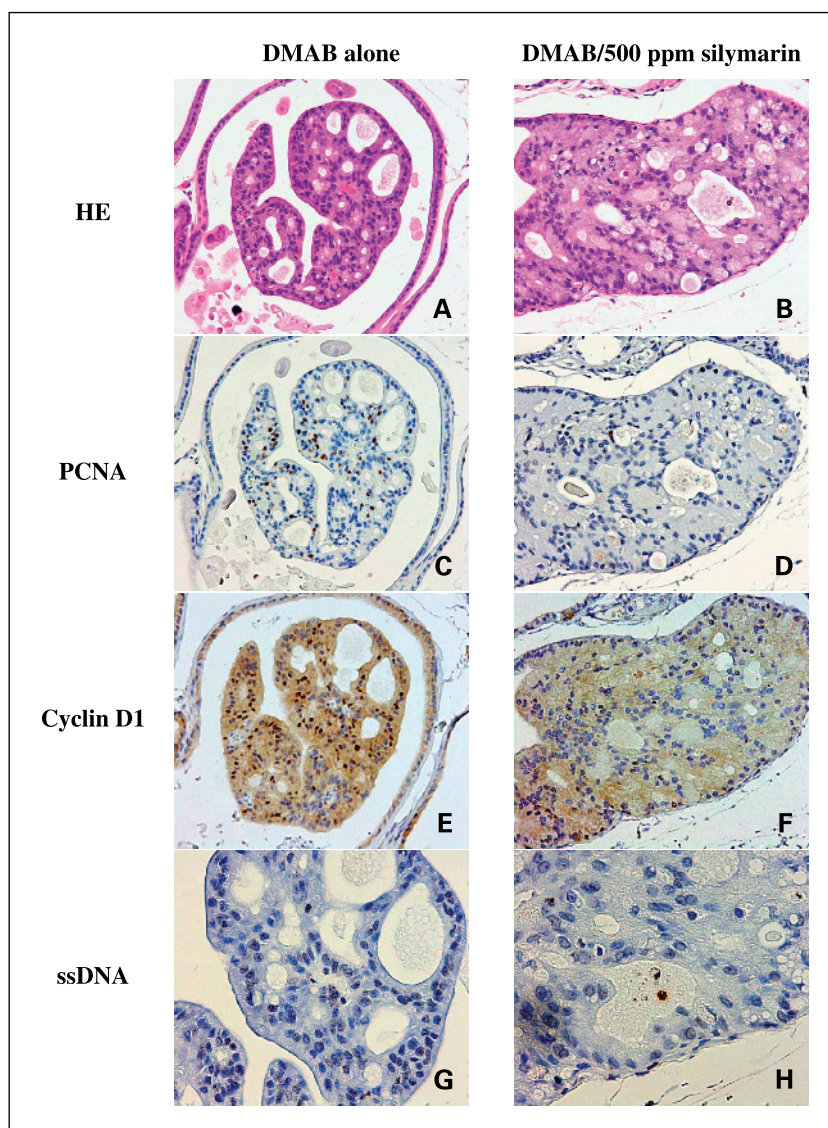 DMAB alone DMAB/500 ppm silymarin
HE
A B
PCNA
C D
Cyclin D1
E F
ssDNA
G H